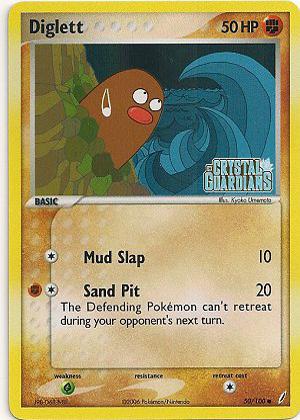 Diglett 50 HP
EX
CRYSTAL
GUARDIANS
BASIC Illus. Kyoko Umemoto
Mud Slap 10
Sand Pit 20
The Defending Pokémon can't retreat
during your opponent's next turn.
weakness resistance retreat cost
©2006 Pokémon/Nintendo 50/100